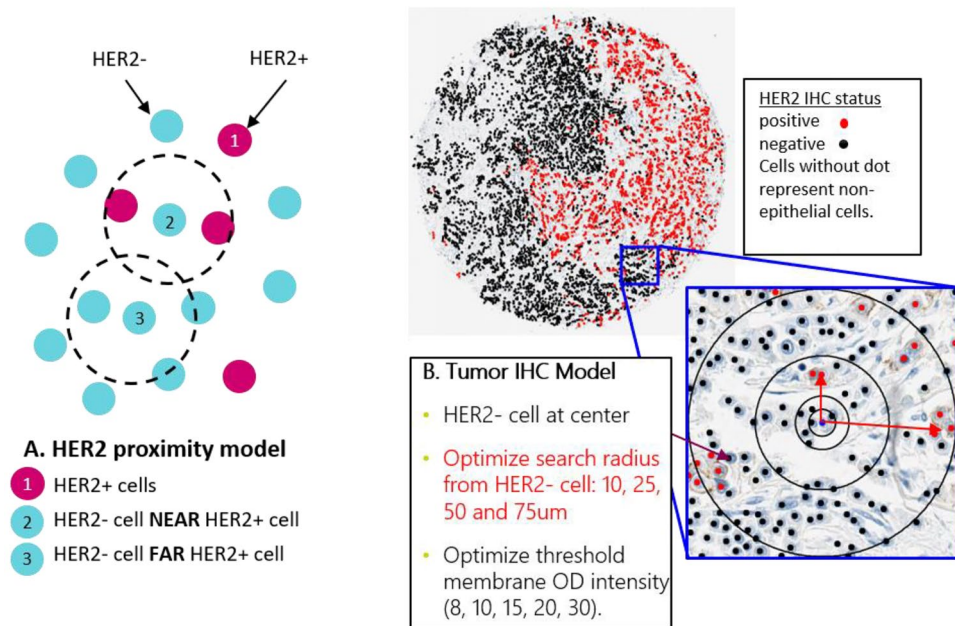 HER2-
HER2+
1
2
3
A. HER2 proximity model
1 HER2+ cells
2 HER2- cell NEAR HER2+ cell
3 HER2- cell FAR HER2+ cell
HER2 IHC status
positive
negative
Cells without dot
represent non-
epithelial cells.
B. Tumor IHC Model
• HER2- cell at center
• Optimize search radius
from HER2- cell: 10, 25,
50 and 75um
• Optimize threshold
membrane OD intensity
(8, 10, 15, 20, 30).